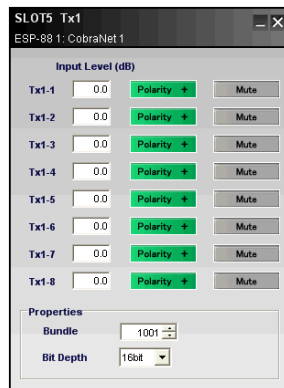 SLOT5 Tx1
ESP-88 1: CobraNet 1
Input Level (dB)
Tx1-1 0.0 Polarity + Mute
Tx1-2 0.0 Polarity + Mute
Tx1-3 0.0 Polarity + Mute
Tx1-4 0.0 Polarity + Mute
Tx1-5 0.0 Polarity + Mute
Tx1-6 0.0 Polarity + Mute
Tx1-7 0.0 Polarity + Mute
Tx1-8 0.0 Polarity + Mute
Properties
Bundle 1001
Bit Depth 16bit